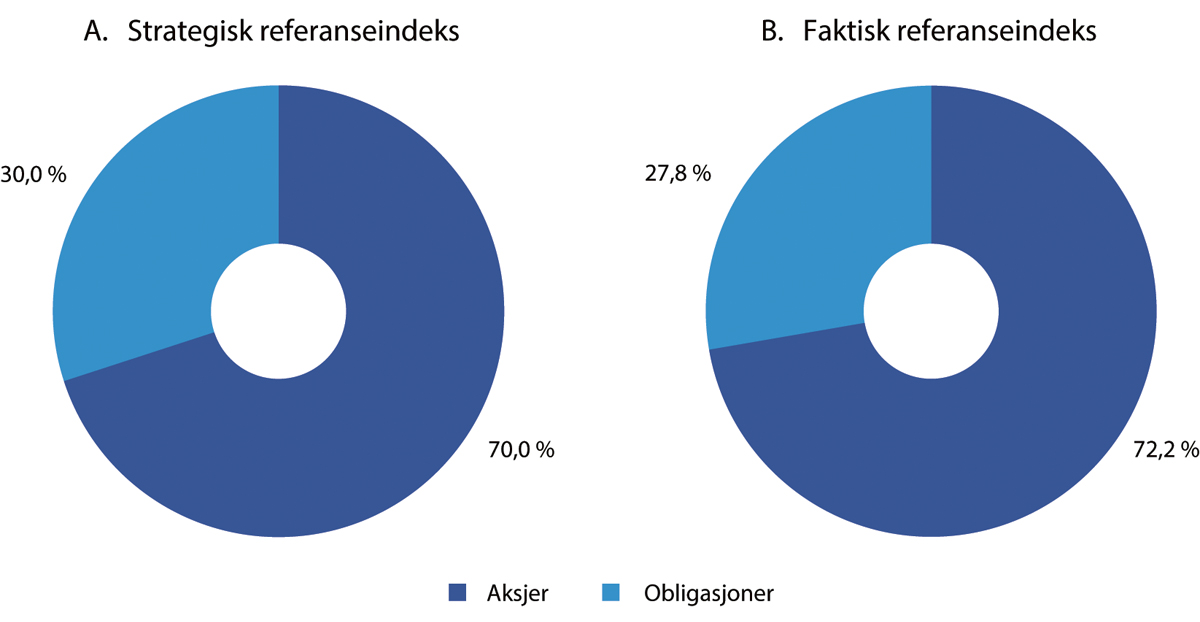 A. Strategisk referanseindeks
B. Faktisk referanseindeks
30,0 %
27,8 %
70,0 %
72,2 %
Aksjer
Obligasjoner